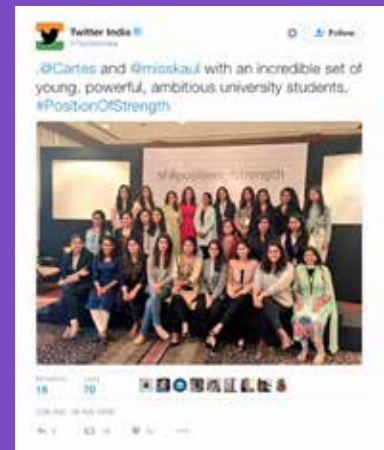 Twitter India
Follow
.@Cartes and @misskaul with an incredible set of
young, powerful, ambitious university students.
#PositionOfStrength
#positionofstrength
18 70